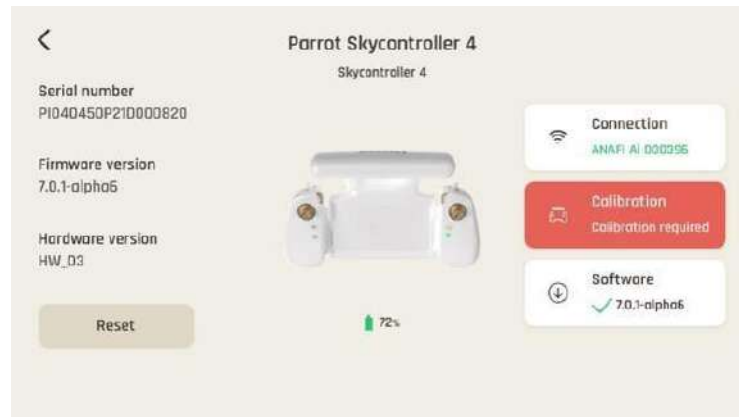 Parrot Skycontroller 4
Skycontroller 4
Serial number
PI040450P21D000820
Firmware version
7.0.1-alpha6
Hardware version
HW_03
Reset
72%
Connection
ANAFI Ai 000396
Calibration
Calibration required
Software
7.0.1-alpha6